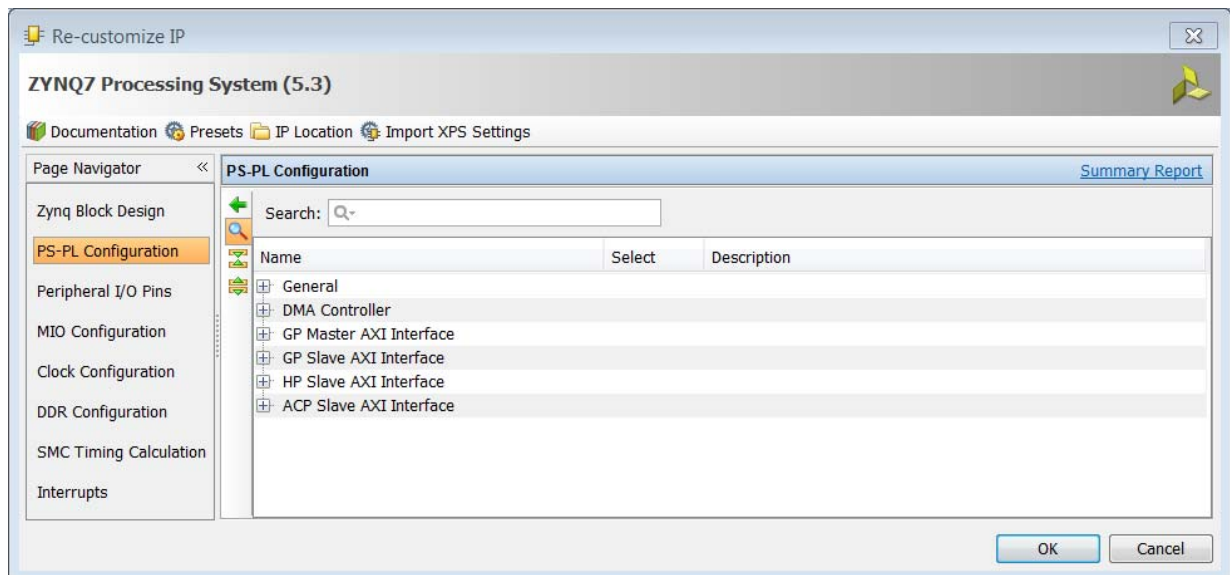 Re-customize IP
ZYNQ7 Processing System (5.3)
Documentation Presets IP Location Import XPS Settings
Page Navigator «
PS-PL Configuration Summary Report
Zynq Block Design
PS-PL Configuration
Peripheral I/O Pins
MIO Configuration
Clock Configuration
DDR Configuration
SMC Timing Calculation
Interrupts
Search:
Name Select Description
General
DMA Controller
GP Master AXI Interface
GP Slave AXI Interface
HP Slave AXI Interface
ACP Slave AXI Interface
OK Cancel